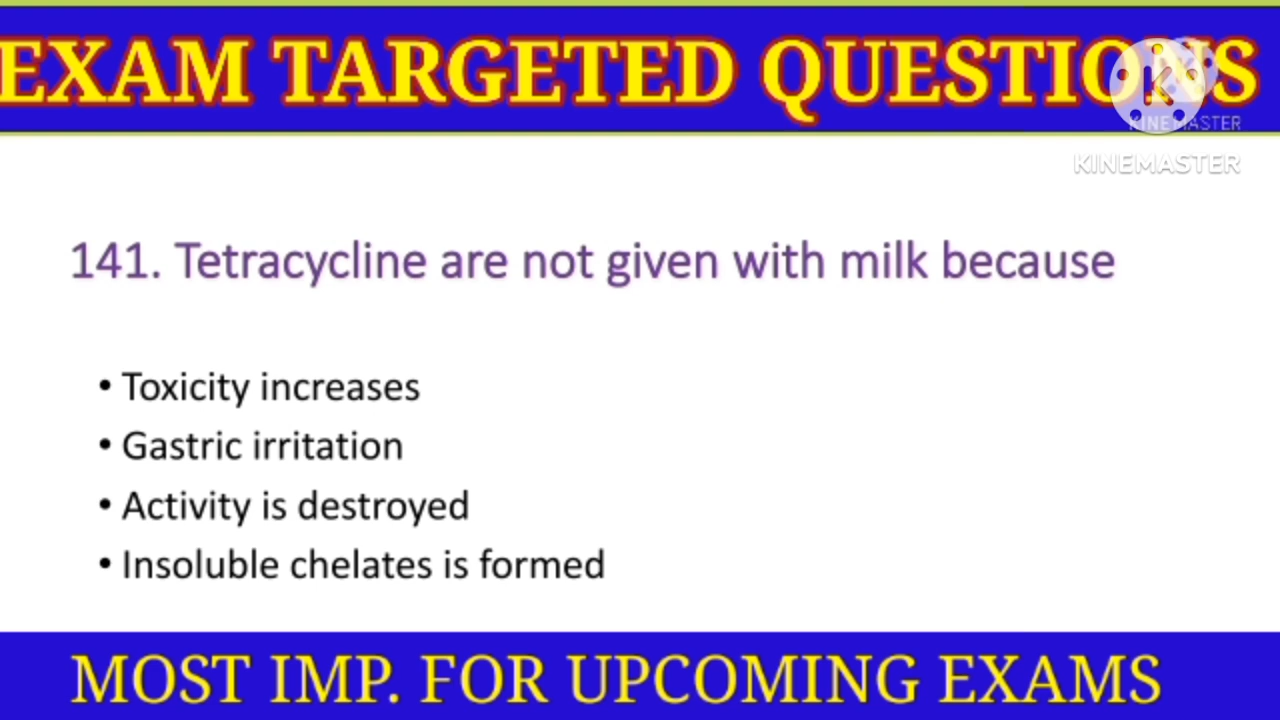 EXAM TARGETED QUESTIONS
K
KINEMASTER
KINEMASTER
141. Tetracycline are not given with milk because
• Toxicity increases
• Gastric irritation
• Activity is destroyed
• Insoluble chelates is formed
MOST IMP. FOR UPCOMING EXAMS